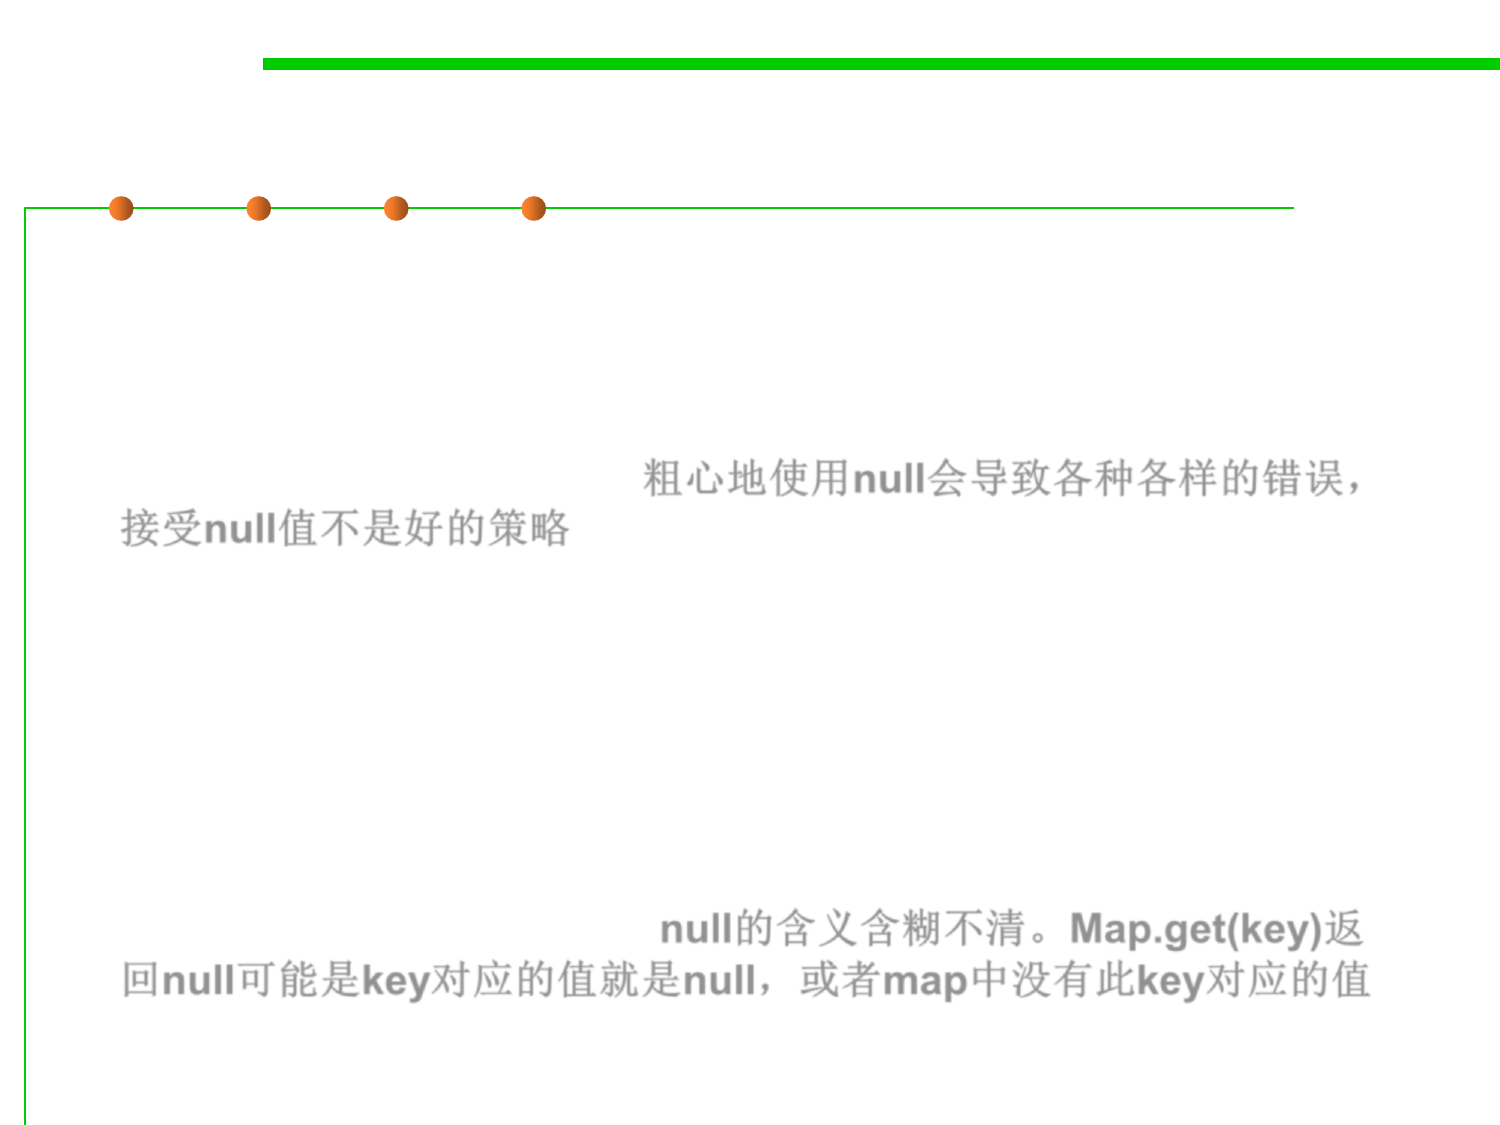 粗心地使用null会导致各种各样的错误，
接受null值不是好的策略
null的含义含糊不清。Map.get(key)返
回null可能是key对应的值就是null，或者map中没有此key对应的值